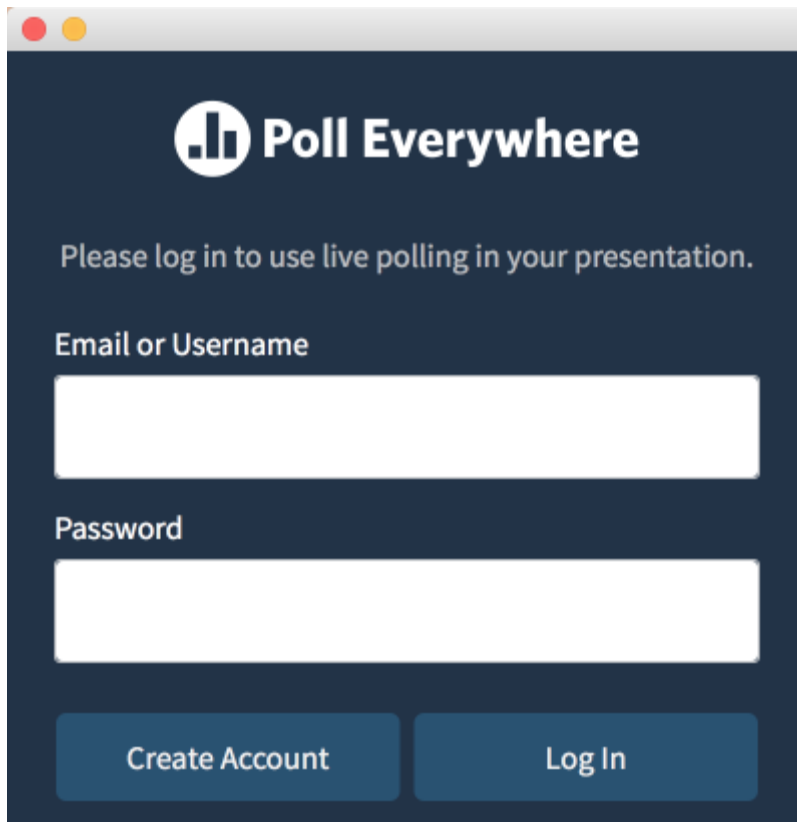 Poll Everywhere
Please log in to use live polling in your presentation.
Email or Username
Password
Create Account Log In